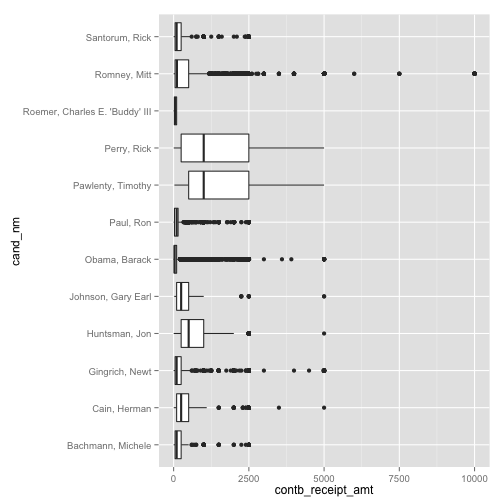 Santorum, Rick
Romney, Mitt
Roemer, Charles E. 'Buddy' III
Perry, Rick
Pawlenty, Timothy
Paul, Ron
Obama, Barack
Johnson, Gary Earl
Huntsman, Jon
Gingrich, Newt
Cain, Herman
Bachmann, Michele
cand_nm
0 2500 5000 7500 10000
contb_receipt_amt